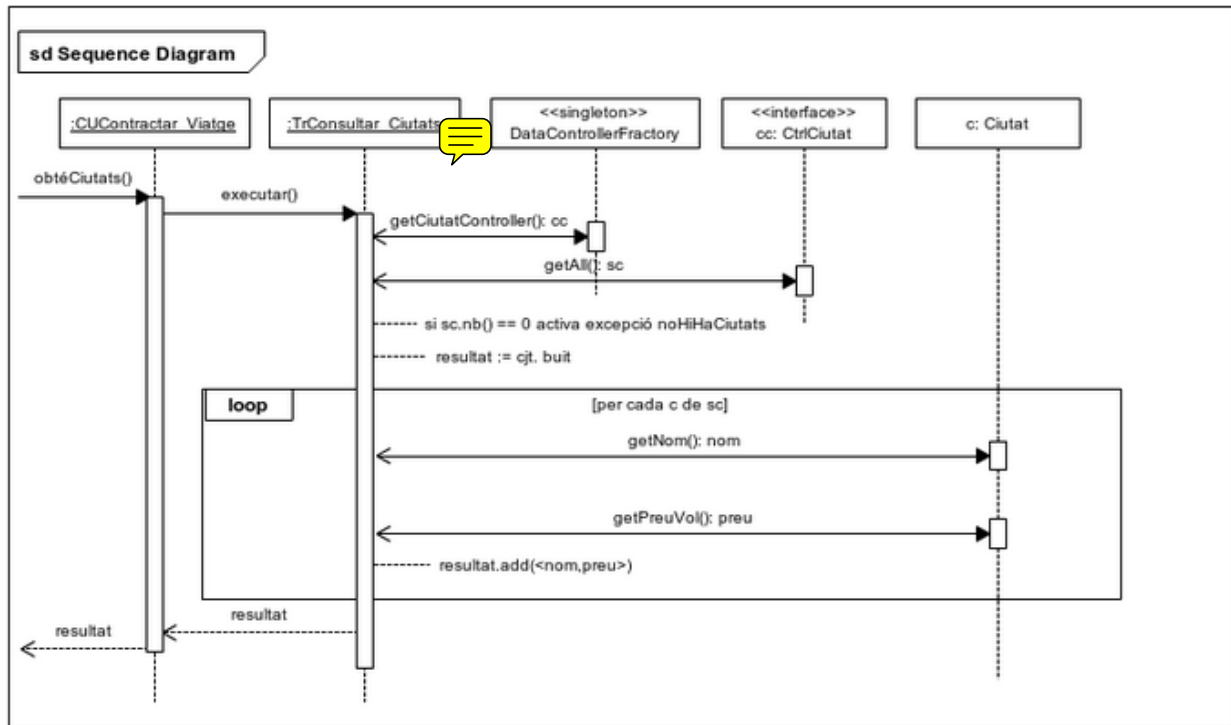 sd Sequence Diagram
:CUContractar_Viatge
:TrConsultar_Ciutats
<<singleton>>
DataControllerFractory
<<interface>>
cc: CtrlCiutat
c: Ciutat
obtéCiutats()
executar()
getCiutatController(): cc
getAll(): sc
si sc.nb() == 0 activa excepció noHiHaCiutats
resultat := cjt. buit
loop
[per cada c de sc]
getNom(): nom
getPreuVol(): preu
resultat.add(<nom,preu>)
resultat
resultat